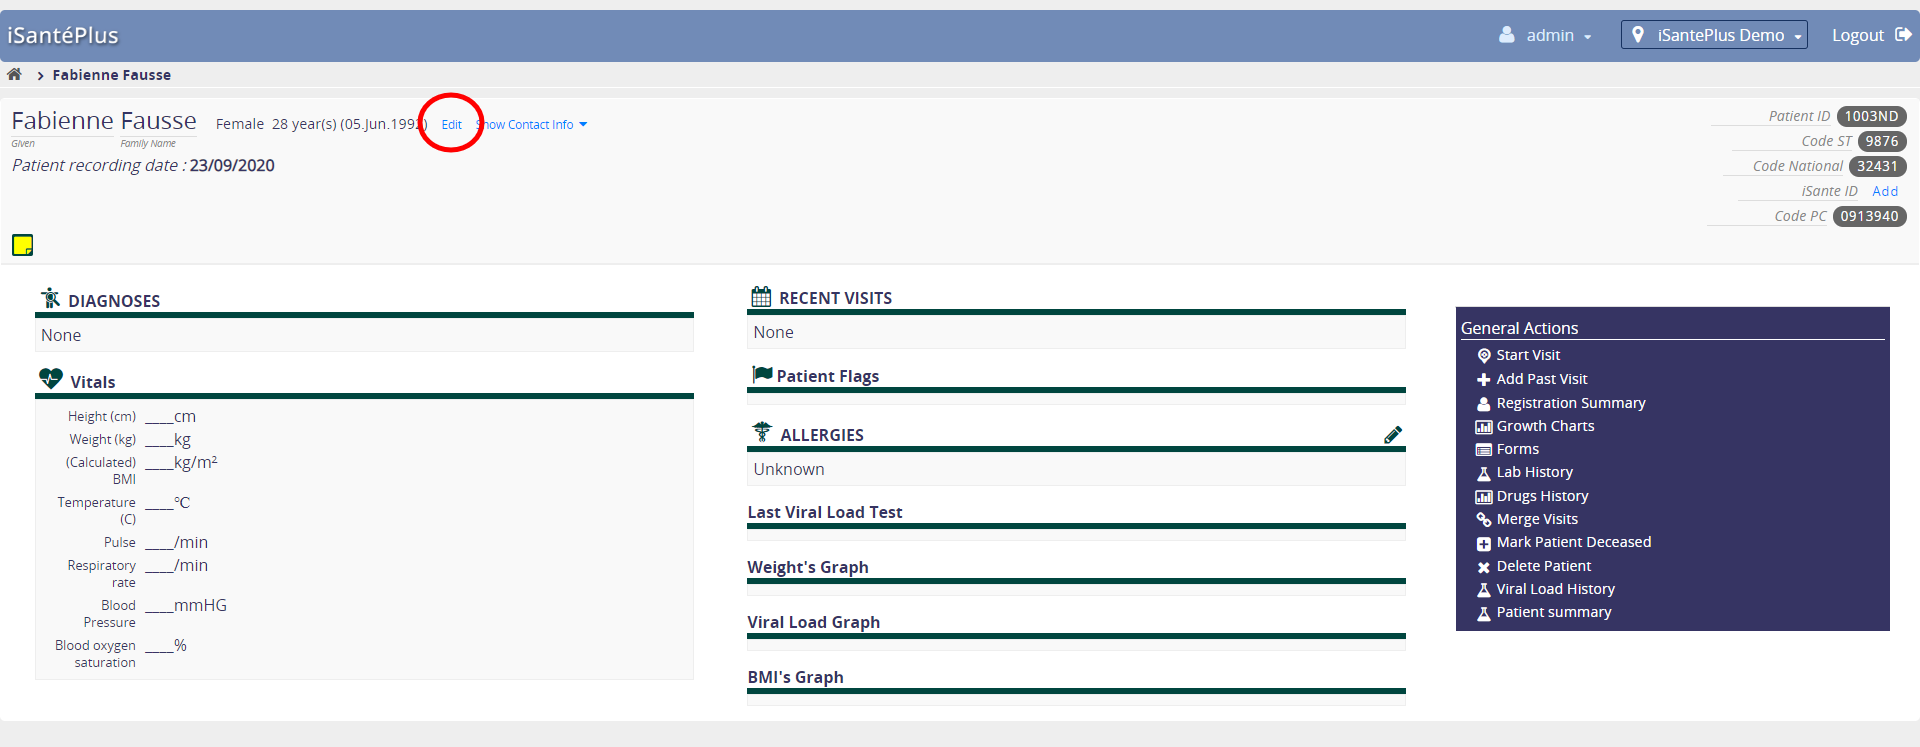 iSantéPlus
admin
iSantePlus Demo
Logout
Fabienne Fausse
Fabienne Fausse Female 28 year(s) (05.Jun.1992) Edit Show Contact Info
Given Family Name
Patient recording date : 23/09/2020
Patient ID 1003ND
Code ST 9876
Code National 32431
iSante ID Add
Code PC 0913940
DIAGNOSES
None
Vitals
Height (cm) ____cm
Weight (kg) ____kg
(Calculated) ____kg/m²
BMI
Temperature ____°C
(C)
Pulse ____/min
Respiratory ____/min
rate
Blood ____mmHG
Pressure
Blood oxygen ____%
saturation
RECENT VISITS
None
Patient Flags
ALLERGIES
Unknown
Last Viral Load Test
Weight's Graph
Viral Load Graph
BMI's Graph
General Actions
Start Visit
Add Past Visit
Registration Summary
Growth Charts
Forms
Lab History
Drugs History
Merge Visits
Mark Patient Deceased
Delete Patient
Viral Load History
Patient summary